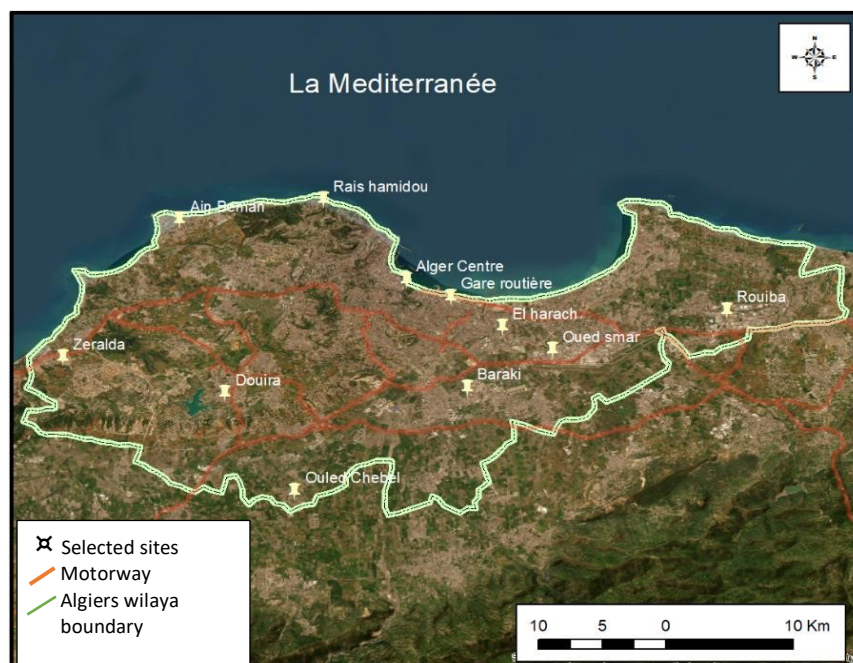 N
W E
S
La Mediterranée
Rais hamidou
Ain Benian
Alger Centre
Gare routière
Rouiba
El harach
Oued smar
Zeralda
Baraki
Douira
Ouled Chebel
Selected sites
Motorway
Algiers wilaya
boundary
10 5 0 10 Km